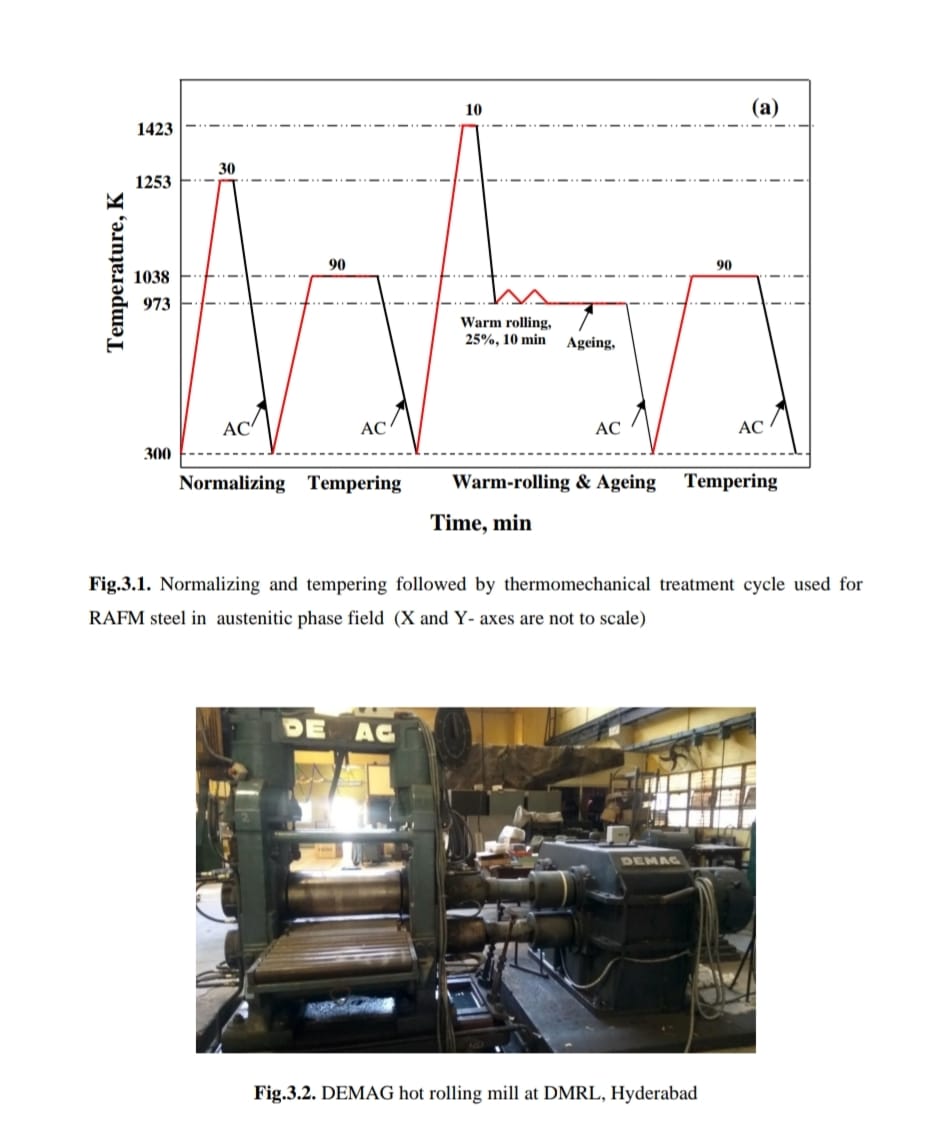 (a)
10
1423
30
1253
90
90
1038
973
Warm rolling,
25%, 10 min
Ageing,
AC
AC
AC
AC
300
Normalizing
Tempering
Warm-rolling & Ageing
Tempering
Temperature, K
Time, min
Fig.3.1. Normalizing and tempering followed by thermomechanical treatment cycle used for
RAFM steel in austenitic phase field (X and Y- axes are not to scale)
DE AG
2
DEMAG
Fig.3.2. DEMAG hot rolling mill at DMRL, Hyderabad